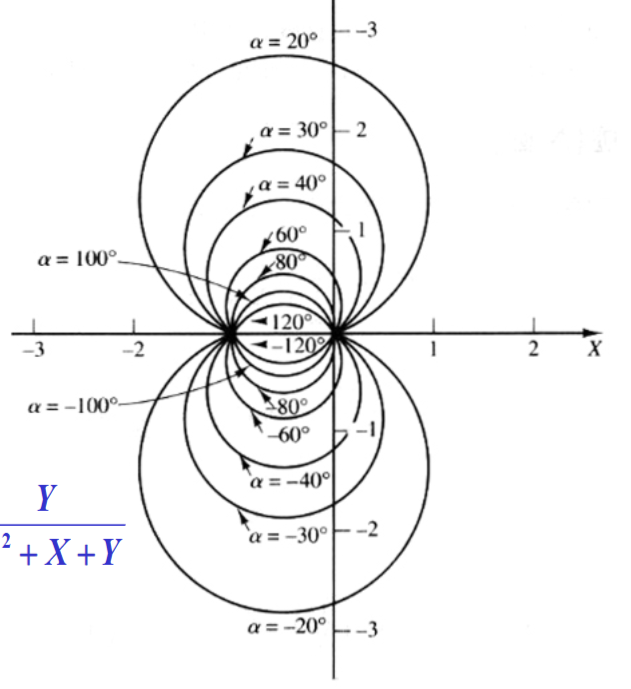 –3
α = 20°
2
α = 30°
α = 40°
1
60°
α = 100°
80°
120°
–3
–2
1
2
X
–120°
α = –100°
–80°
–60°
–1
α = –40°
Y
2 + X + Y
α = –30°
–2
α = –20°
–3